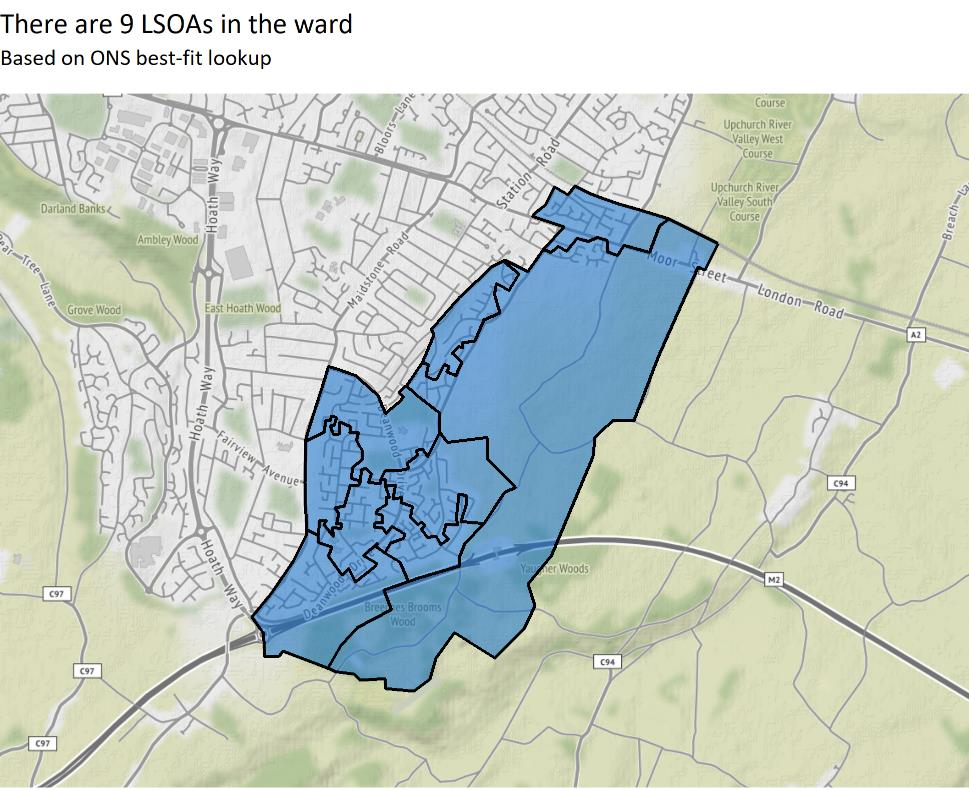 There are 9 LSOAs in the ward
Based on ONS best-fit lookup
Course
Upchurch River
Valley West
Course
Bloors-Lane
Station-Road
Hoath-Way
Upchurch River
Valley South
Course
Darland Banks
Ambley Wood
Maidstone-Road
Moor-Street
London-Road
Pear-Tree-Lane
Grove Wood
East Hoath Wood
A2
Hoath-Way
Fairview-Avenue
C94
Hoath-Way
Yaugher Woods
M2
Deanwood-Dr
Breckes Brooms
Wood
C97
C94
C97
C97